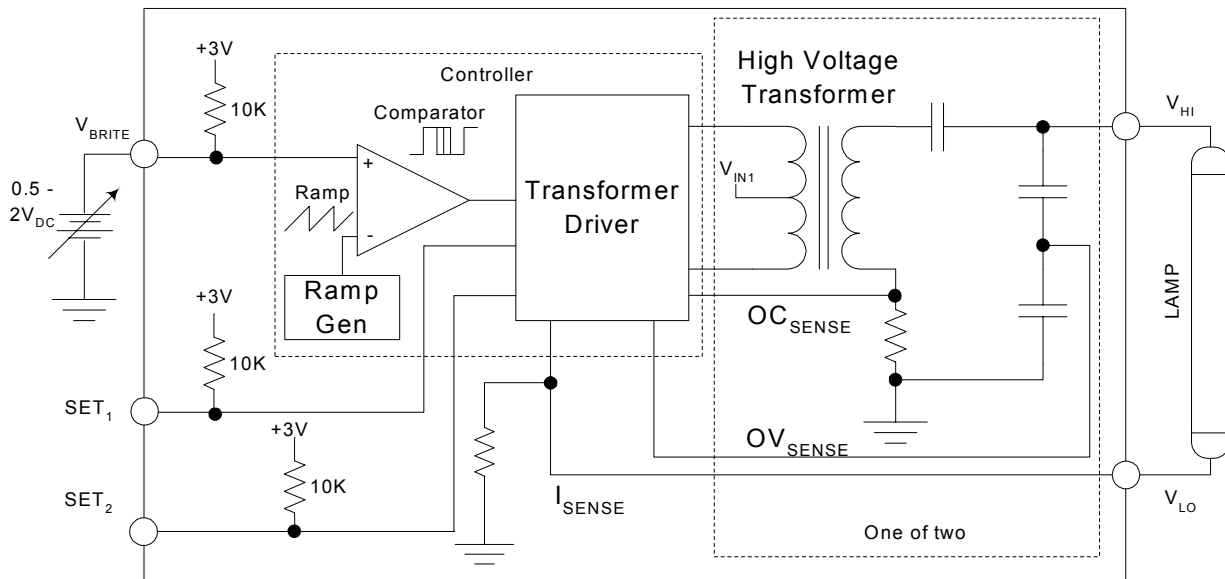 +3V
10K
V_BRITE
0.5 -
2V_DC
Controller
Comparator
Ramp
+
-
Ramp
Gen
Transformer
Driver
High Voltage
Transformer
V_IN1
V_HI
LAMP
OC_SENSE
+3V
10K
SET_1
+3V
10K
SET_2
OV_SENSE
I_SENSE
V_LO
One of two